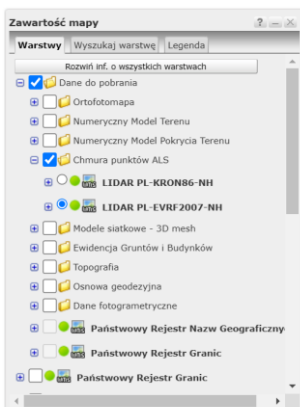 Zawartość mapy
Warstwy Wyszukaj warstwę Legenda
Rozwiń inf. o wszystkich warstwach
Dane do pobrania
Ortofotomapa
Numeryczny Model Terenu
Numeryczny Model Pokrycia Terenu
Chmura punktów ALS
LIDAR PL-KRON86-NH
LIDAR PL-EVRF2007-NH
Modele siatkowe - 3D mesh
Ewidencja Gruntów i Budynków
Topografia
Osnowa geodezyjna
Dane fotogrametryczne
Państwowy Rejestr Nazw Geograficzny
Państwowy Rejestr Granic
Państwowy Rejestr Granic